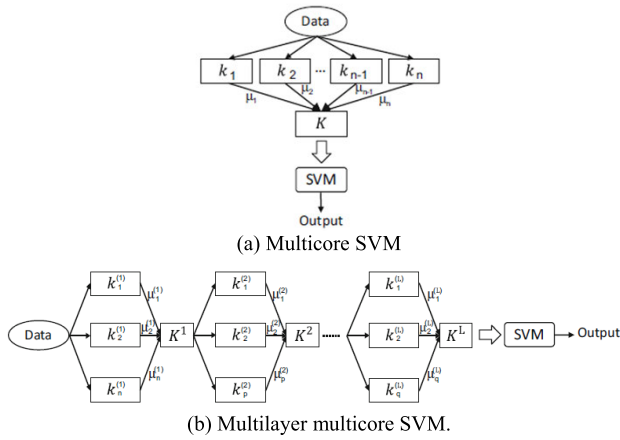 Data
k₁ k₂ ... kₙ₋₁ kₙ
μ₁ μ₂ μₙ₋₁ μₙ
K
SVM
Output
(a) Multicore SVM
k₁⁽¹⁾ μ₁⁽¹⁾ k₁⁽²⁾ μ₁⁽²⁾ k₁⁽ᴸ⁾ μ₁⁽ᴸ⁾
Data k₂⁽¹⁾ μ₂⁽¹⁾ K¹ k₂⁽²⁾ μ₂⁽²⁾ K² ...... k₂⁽ᴸ⁾ μ₂⁽ᴸ⁾ Kᴸ SVM Output
kₙ⁽¹⁾ μₙ⁽¹⁾ kₚ⁽²⁾ μₚ⁽²⁾ k_q⁽ᴸ⁾ μ_q⁽ᴸ⁾
(b) Multilayer multicore SVM.